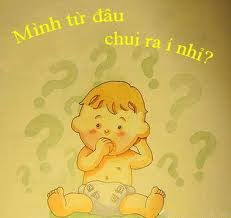 Mình từ đâu
chui ra í nhỉ?